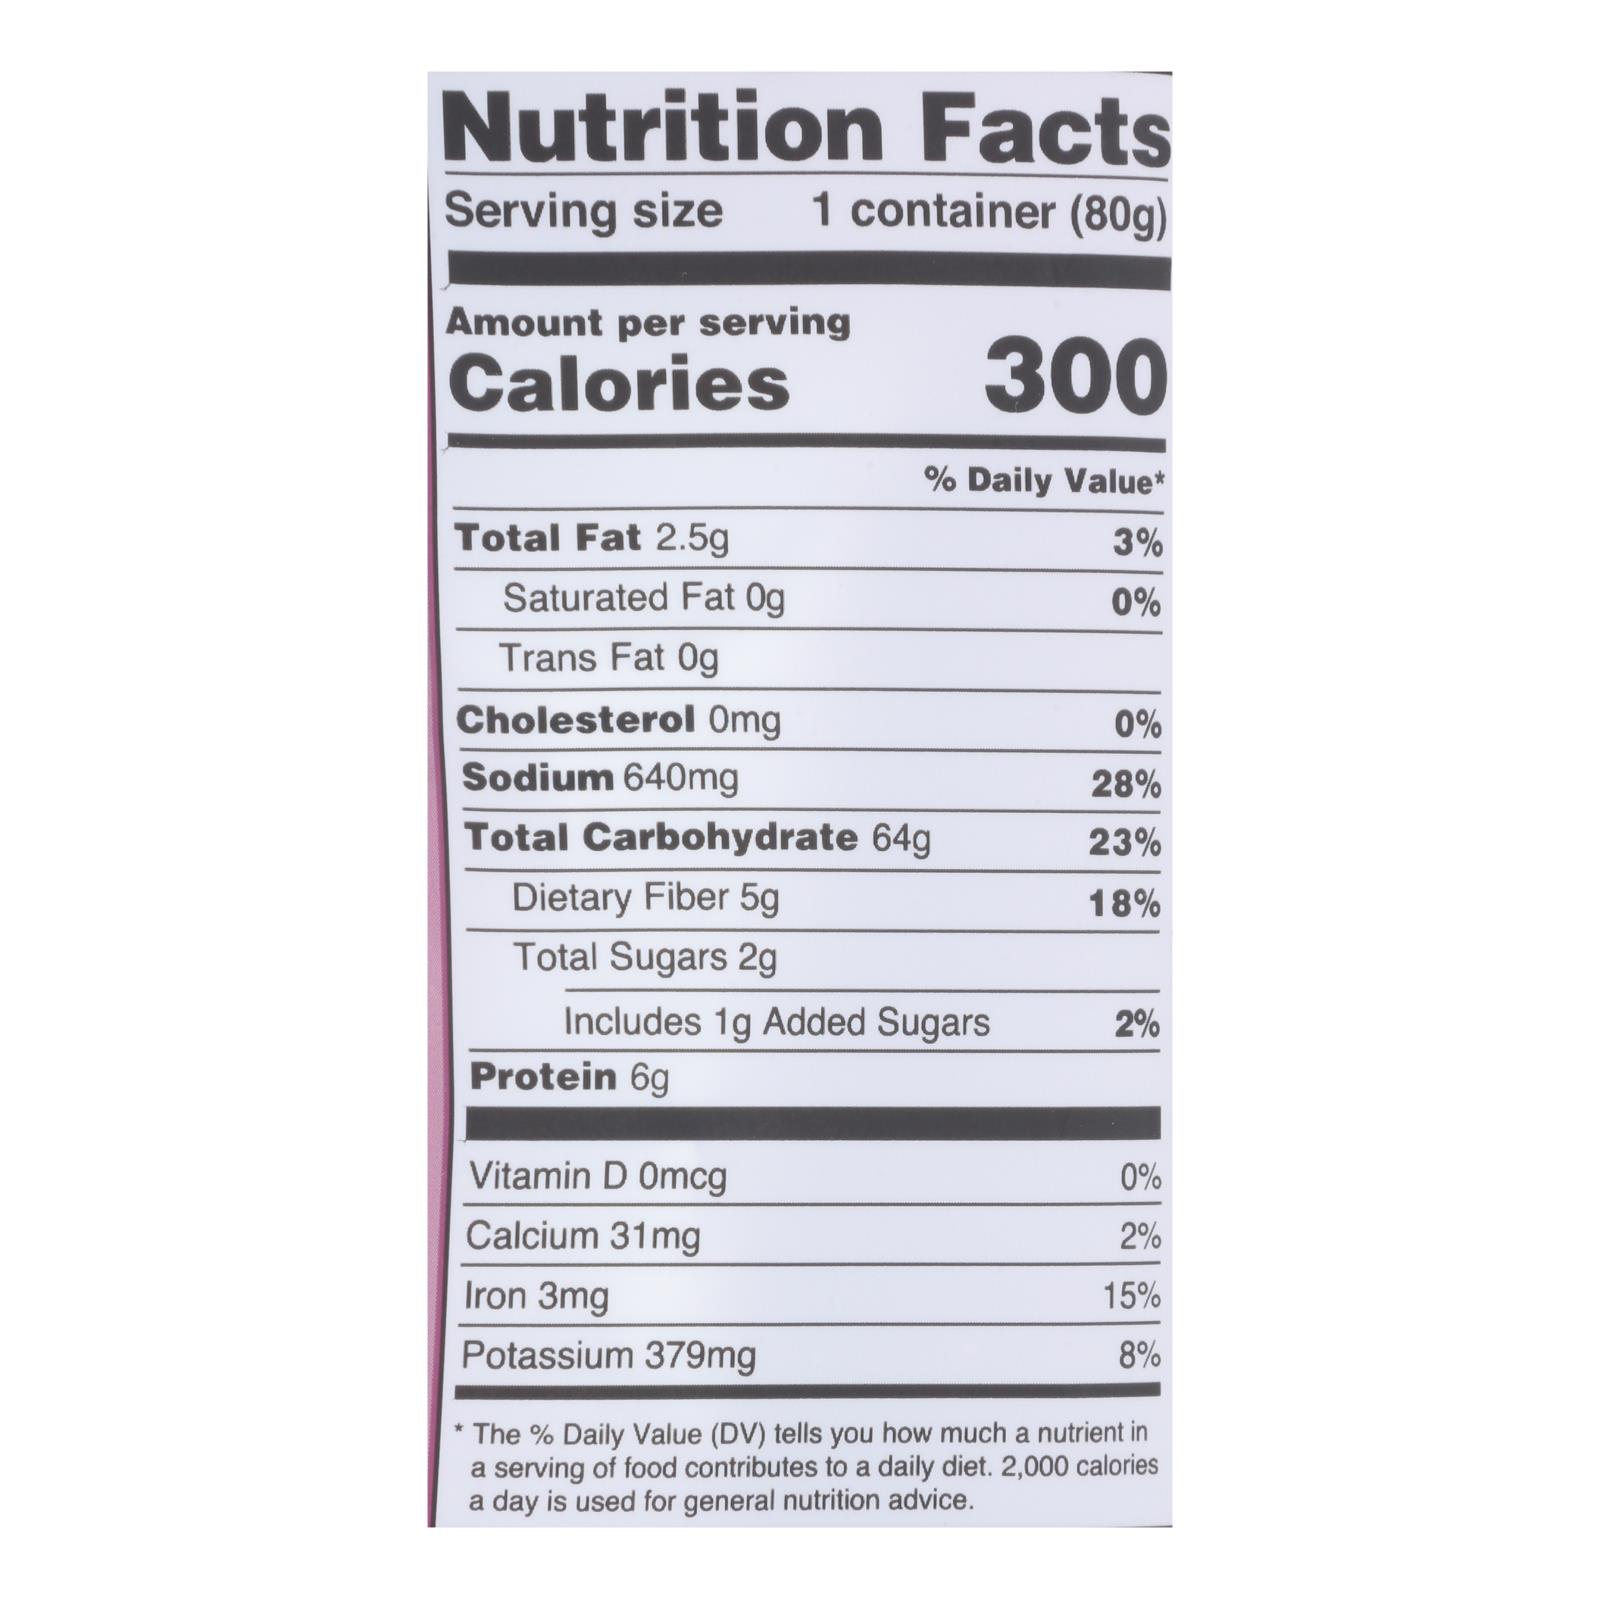 Nutrition Facts
Serving size 1 container (80g)
Amount per serving
Calories 300
% Daily Value*
Total Fat 2.5g 3%
Saturated Fat 0g 0%
Trans Fat 0g
Cholesterol 0mg 0%
Sodium 640mg 28%
Total Carbohydrate 64g 23%
Dietary Fiber 5g 18%
Total Sugars 2g
Includes 1g Added Sugars 2%
Protein 6g
Vitamin D 0mcg 0%
Calcium 31mg 2%
Iron 3mg 15%
Potassium 379mg 8%
* The % Daily Value (DV) tells you how much a nutrient in
a serving of food contributes to a daily diet. 2,000 calories
a day is used for general nutrition advice.